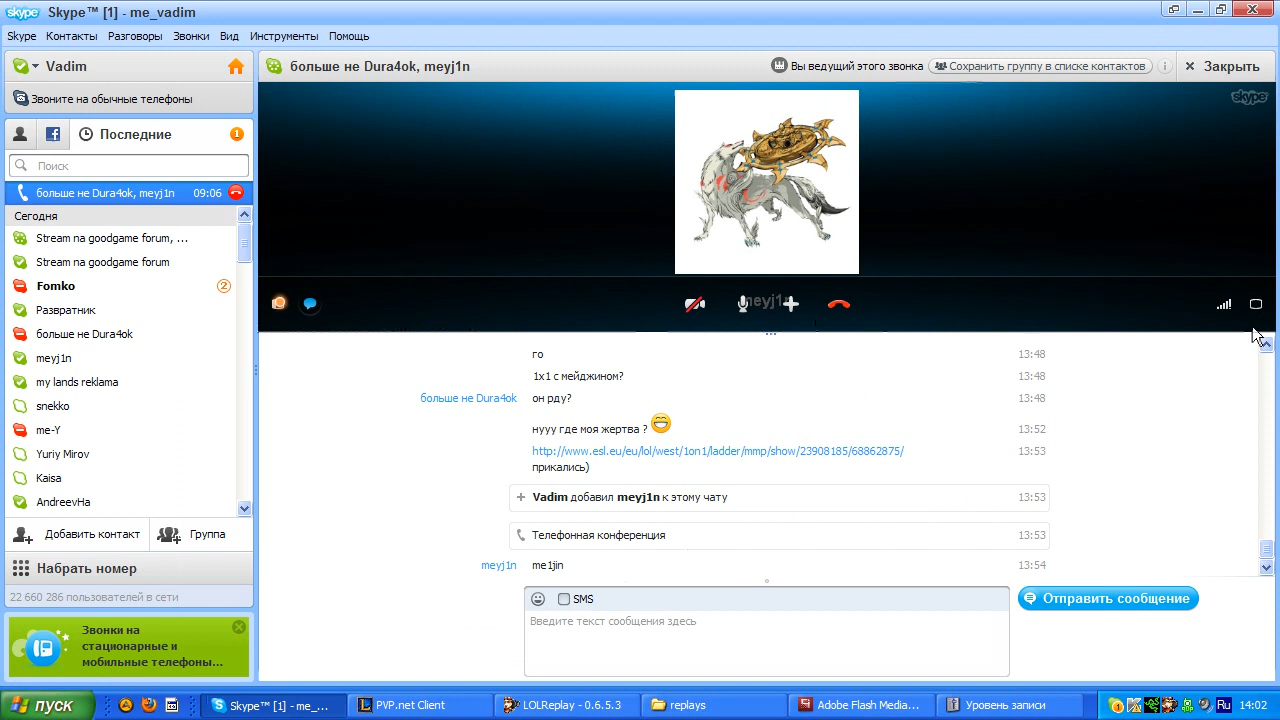 Skype™ [1] - me_vadim
Skype Контакты Разговоры Звонки Вид Инструменты Помощь
Vadim
Звоните на обычные телефоны
Последние 1
Поиск
больше не Dura4ok, meyj1n 09:06
Сегодня
Stream na goodgame forum, ...
Stream na goodgame forum
Fomko 2
Развратник
больше не Dura4ok
meyj1n
my lands reklama
snekko
me-Y
Yuriy Mirov
Kaisa
AndreevHa
Добавить контакт Группа
Набрать номер
22 660 286 пользователей в сети
Звонки на
стационарные и
мобильные телефоны...
больше не Dura4ok, meyj1n
Вы ведущий этого звонка Сохранить группу в списке контактов Закрыть
skype
meyj1n
го 13:48
1х1 с мейджином? 13:48
больше не Dura4ok он рду? 13:48
нууу где моя жертва ? 13:52
http://www.esl.eu/eu/lol/west/1on1/ladder/mmp/show/23908185/68862875/ 13:53
прикались)
Vadim добавил meyj1n к этому чату 13:53
Телефонная конференция 13:53
meyj1n me1jin 13:54
SMS
Введите текст сообщения здесь
Отправить сообщение
пуск Skype™ [1] - me_va... PVP.net Client LOLReplay - 0.6.5.3 replays Adobe Flash Media... Уровень записи Ru 14:02